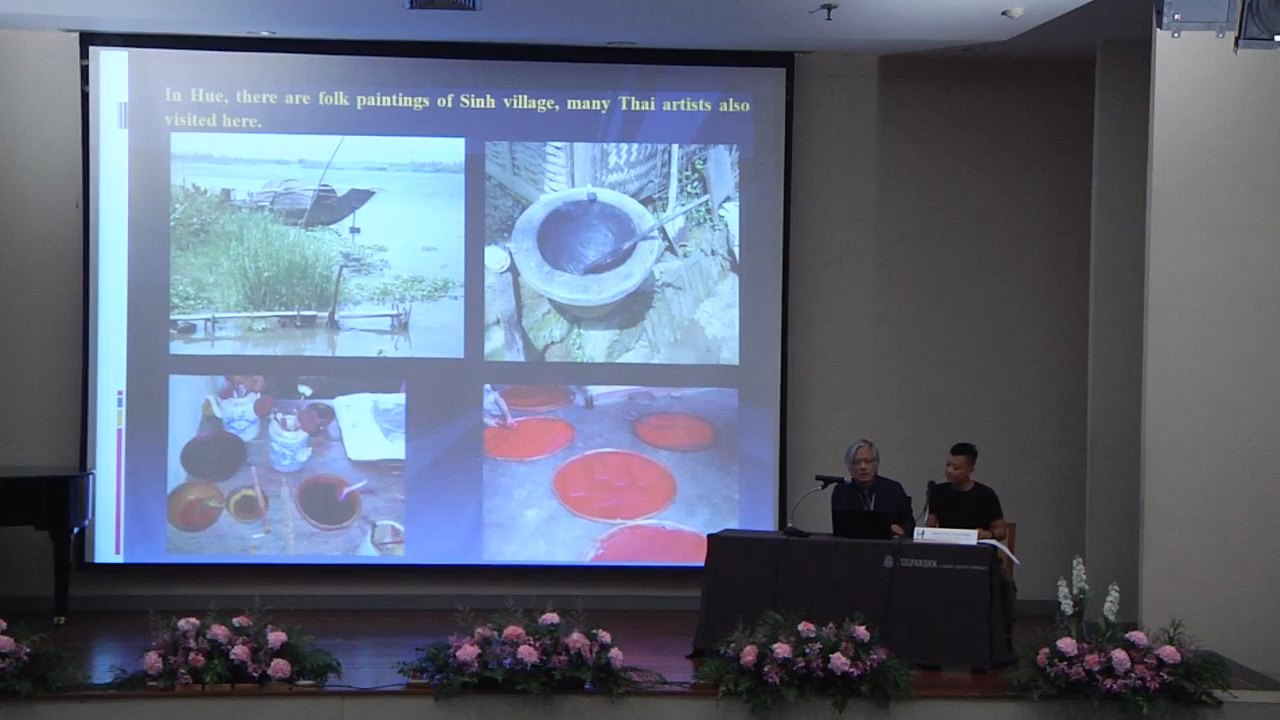 In Hue, there are folk paintings of Sinh village, many Thai artists also
visited here.
SILPAKORN